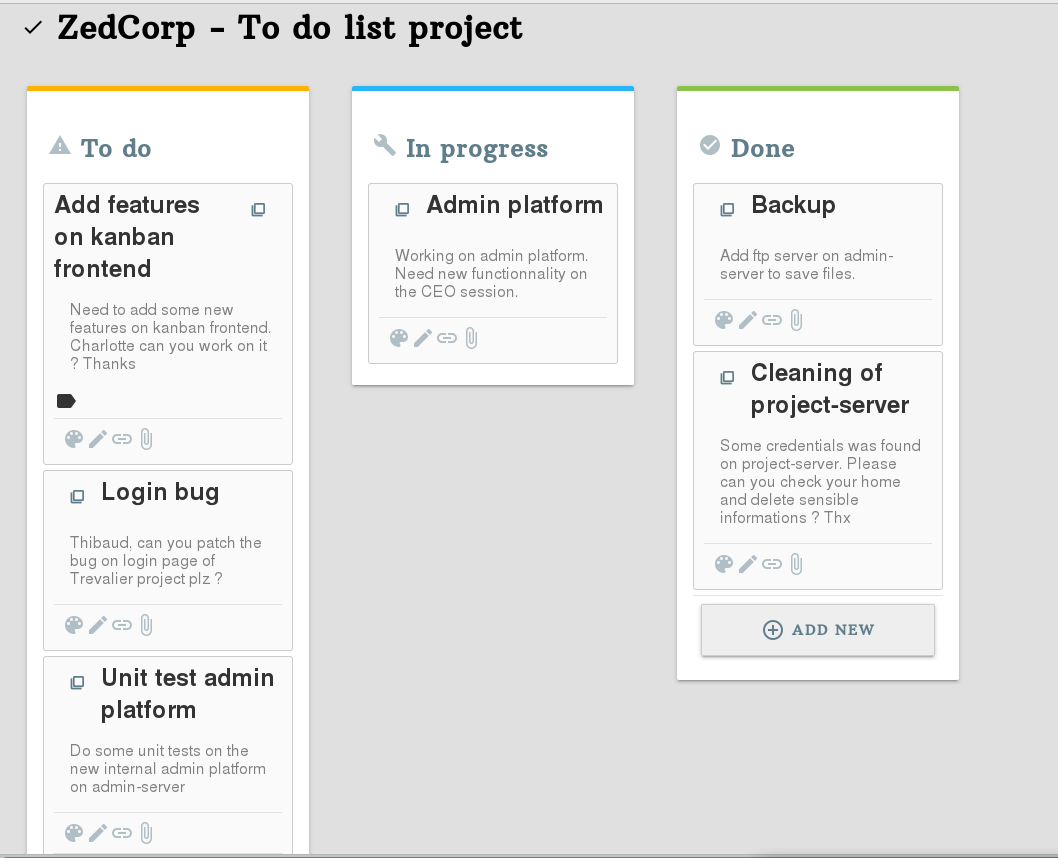 ZedCorp - To do list project
To do
Add features
on kanban
frontend
Need to add some new
features on kanban frontend.
Charlotte can you work on it
? Thanks
Login bug
Thibaud, can you patch the
bug on login page of
Trevalier project plz ?
Unit test admin
platform
Do some unit tests on the
new internal admin platform
on admin-server
In progress
Admin platform
Working on admin platform.
Need new functionnality on
the CEO session.
Done
Backup
Add ftp server on admin-
server to save files.
Cleaning of
project-server
Some credentials was found
on project-server. Please
can you check your home
and delete sensible
informations ? Thx
ADD NEW